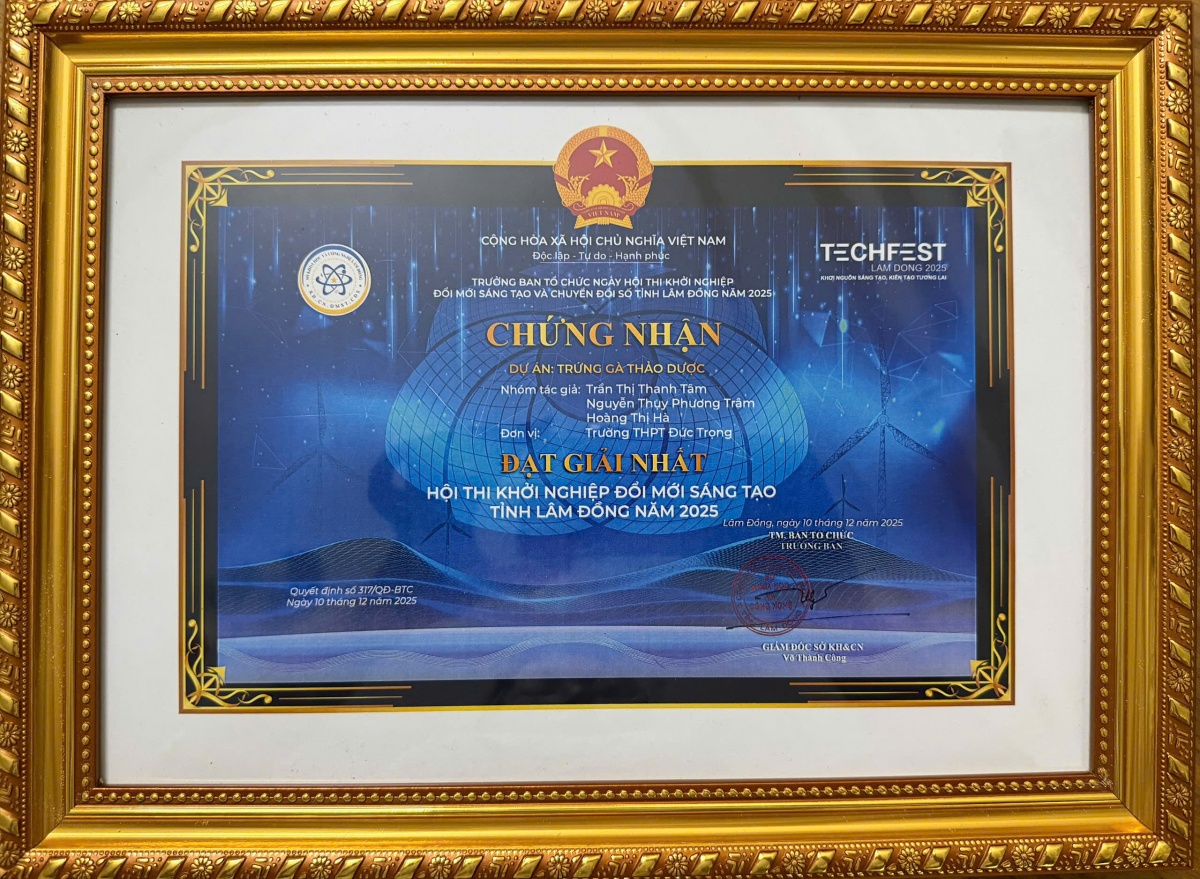 VIỆT NAM
CỘNG HÒA XÃ HỘI CHỦ NGHĨA VIỆT NAM
Độc lập - Tự do - Hạnh phúc
TECHFEST
LAM DONG 2025
KHƠI NGUỒN SÁNG TẠO, KIẾN TẠO TƯƠNG LAI
TRƯỞNG BAN TỔ CHỨC NGÀY HỘI THI KHỞI NGHIỆP
ĐỔI MỚI SÁNG TẠO VÀ CHUYỂN ĐỔI SỐ TỈNH LÂM ĐỒNG NĂM 2025
CHỨNG NHẬN
DỰ ÁN: TRỨNG GÀ THẢO DƯỢC
Nhóm tác giả: Trần Thị Thanh Tâm
Nguyễn Thụy Phương Trâm
Hoàng Thị Hà
Đơn vị: Trường THPT Đức Trọng
ĐẠT GIẢI NHẤT
HỘI THI KHỞI NGHIỆP ĐỔI MỚI SÁNG TẠO
TỈNH LÂM ĐỒNG NĂM 2025
Lâm Đồng, ngày 10 tháng 12 năm 2025
TM. BAN TỔ CHỨC
TRƯỞNG BAN
Quyết định số 317/QĐ-BTC
Ngày 10 tháng 12 năm 2025
GIÁM ĐỐC SỞ KH&CN
Võ Thành Công